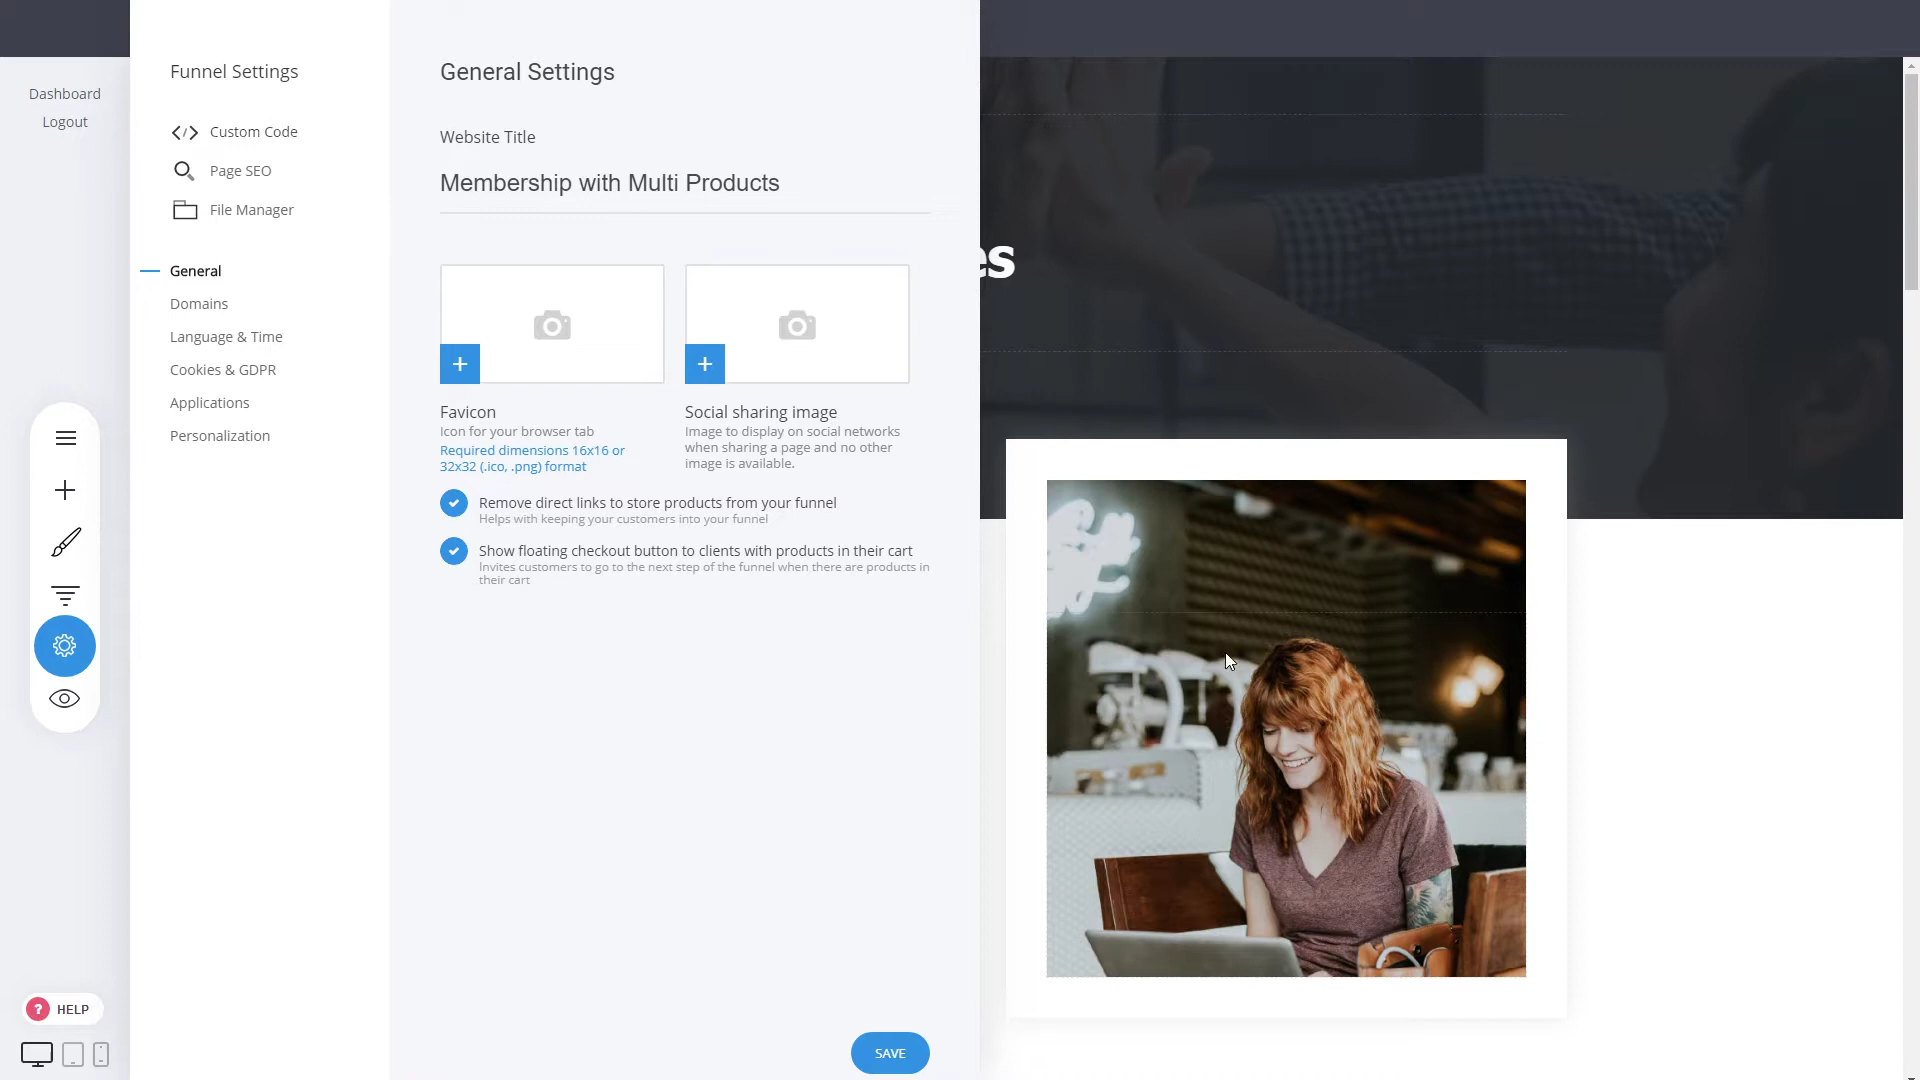 Dashboard
Logout
Funnel Settings
Custom Code
Page SEO
File Manager
General
Domains
Language & Time
Cookies & GDPR
Applications
Personalization
General Settings
Website Title
Membership with Multi Products
Favicon
Icon for your browser tab
Required dimensions 16x16 or
32x32 (.ico, .png) format
Social sharing image
Image to display on social networks
when sharing a page and no other
image is available.
Remove direct links to store products from your funnel
Helps with keeping your customers into your funnel
Show floating checkout button to clients with products in their cart
Invites customers to go to the next step of the funnel when there are products in
their cart
SAVE
? HELP
es